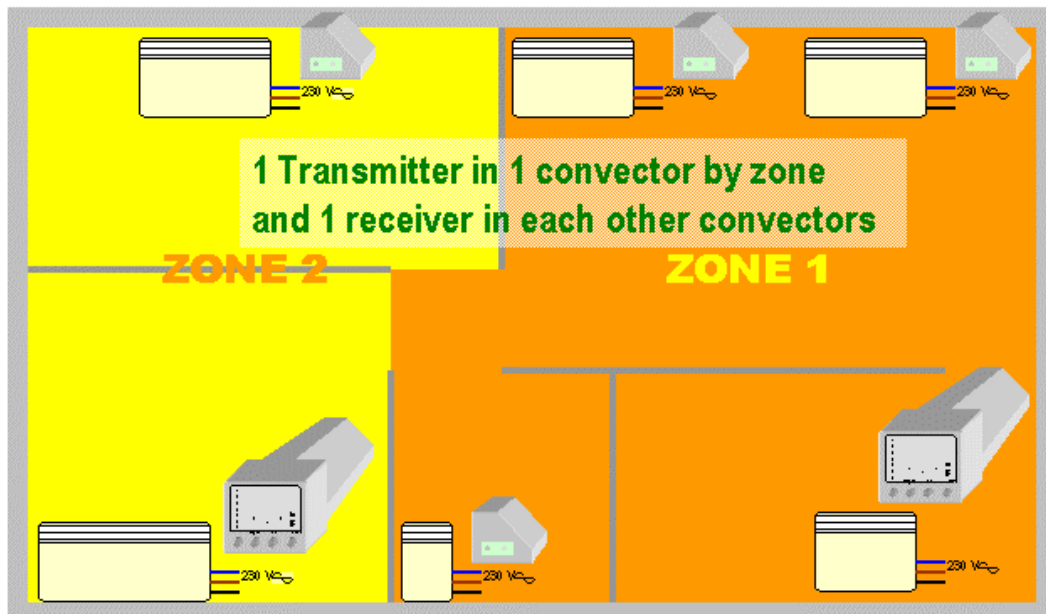 230 V
230 V
230 V
1 Transmitter in 1 convector by zone
and 1 receiver in each other convectors
ZONE 2
ZONE 1
230 V
230 V
230 V